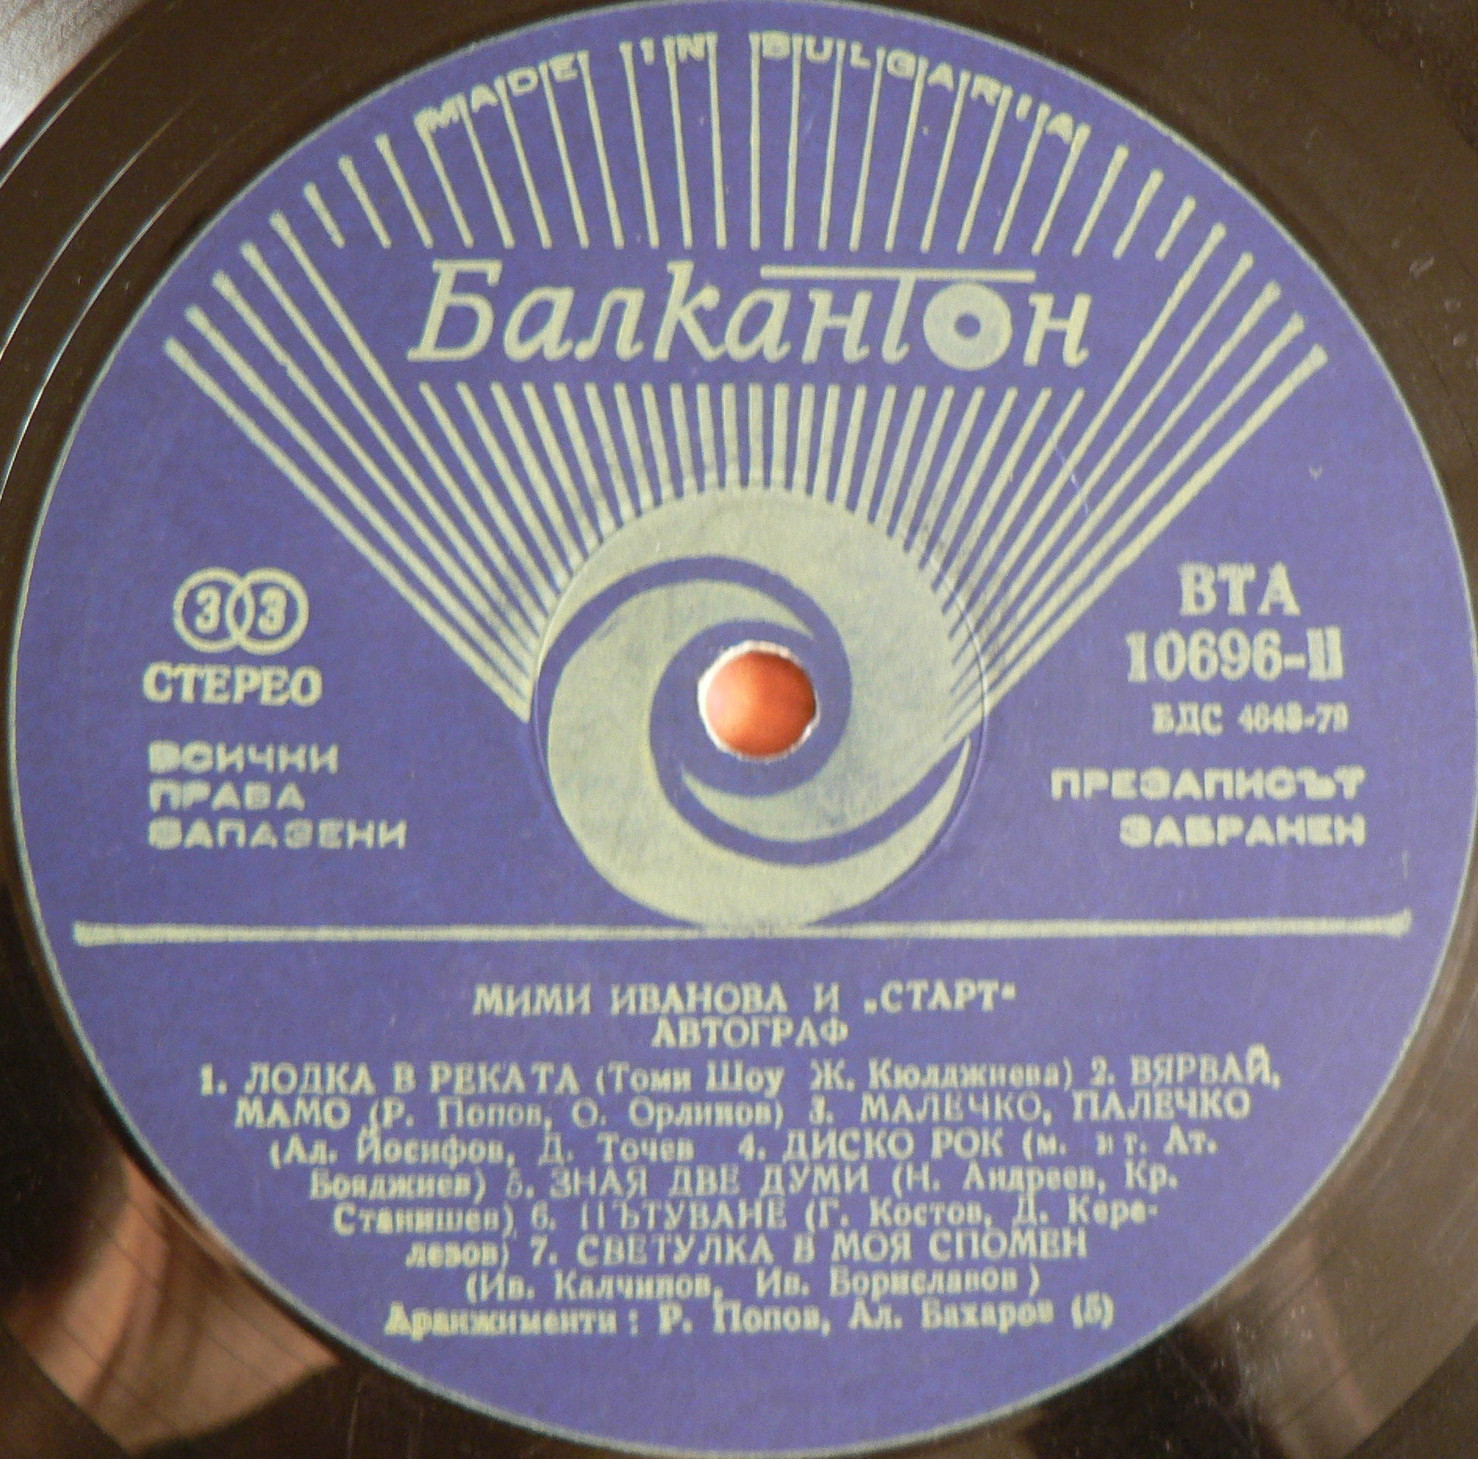 MADE IN BULGARIA
Балкантон
33
СТЕРЕО
ВСИЧКИ
ПРАВА
ЗАПАЗЕНИ
ВТА
10696-II
БДС 4643-79
ПРЕЗАПИСЪТ
ЗАБРАНЕН
МИМИ ИВАНОВА И „СТАРТ“
АВТОГРАФ
1. ЛОДКА В РЕКАТА (Томи Шоу Ж. Кюлджиева) 2. ВЯРВАЙ,
МАМО (Р. Попов, О. Орлинов) 3. МАЛЕЧКО, ПАЛЕЧКО
(Ал. Йосифов, Д. Точев 4. ДИСКО РОК (м. и т. Ат.
Бояджиев) 5. ЗНАЯ ДВЕ ДУМИ (Н. Андреев, Кр.
Станишев) 6. ПЪТУВАНЕ (Г. Костов, Д. Кере-
лезов) 7. СВЕТУЛКА В МОЯ СПОМЕН
(Ив. Калчинов, Ив. Бориславов)
Аранжименти: Р. Попов, Ал. Бахаров (5)